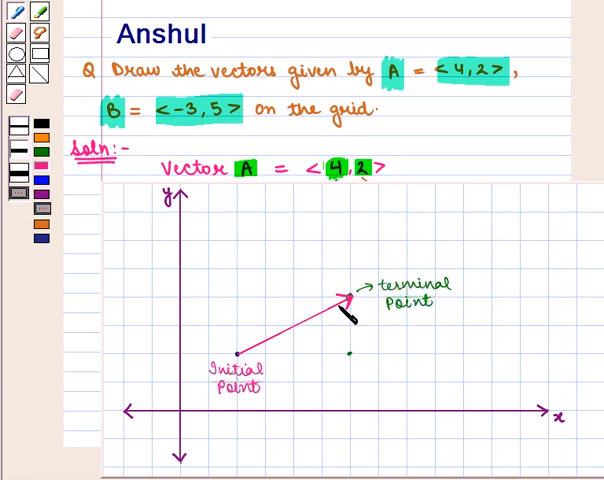 Anshul
Q Draw the vectors given by A = < 4, 2 > ,
B = < -3, 5 > on the grid.
Soln:-
Vector A = < 4, 2 >
y
→ terminal
Point
Initial
Point
x